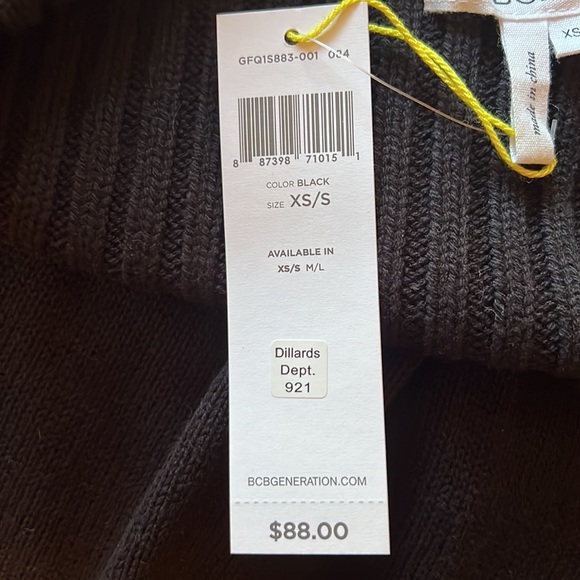 GFQ1S883-001 024
8 87398 71015 1
COLOR BLACK
SIZE XS/S
AVAILABLE IN
XS/S M/L
Dillards
Dept.
921
BCBGENERATION.COM
$88.00
XS
made in china